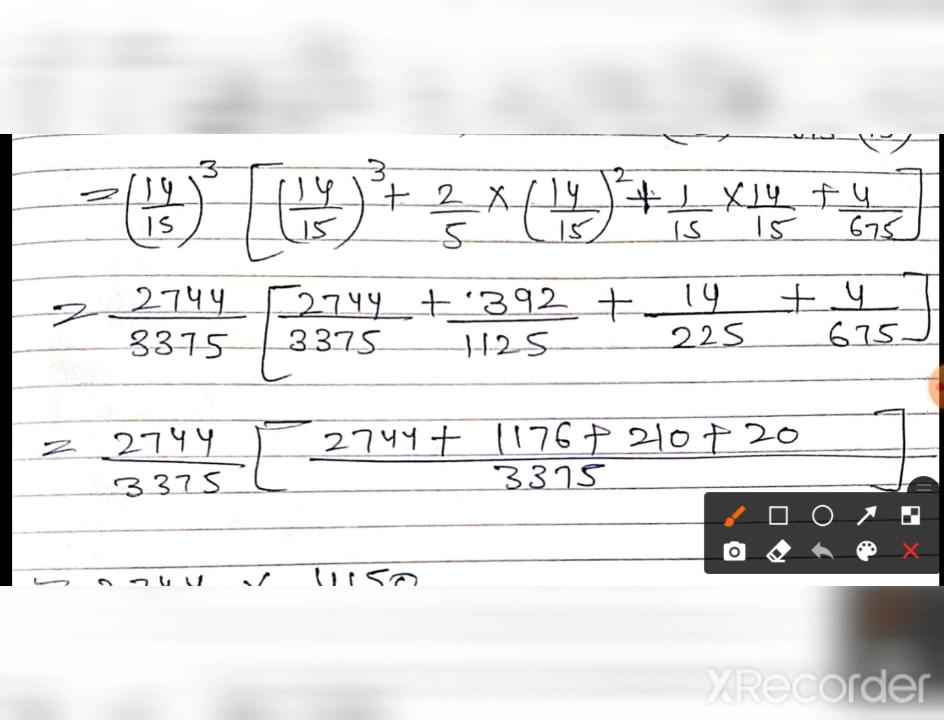 = (14/15)³ [(14/15)³ + 2/5 × (14/15)² + 1/15 × 14/15 + 4/675]
= 2744/3375 [2744/3375 + 392/1125 + 14/225 + 4/675]
= 2744/3375 [2744 + 1176 + 210 + 20 / 3375]
= 2744 ×
XRecorder